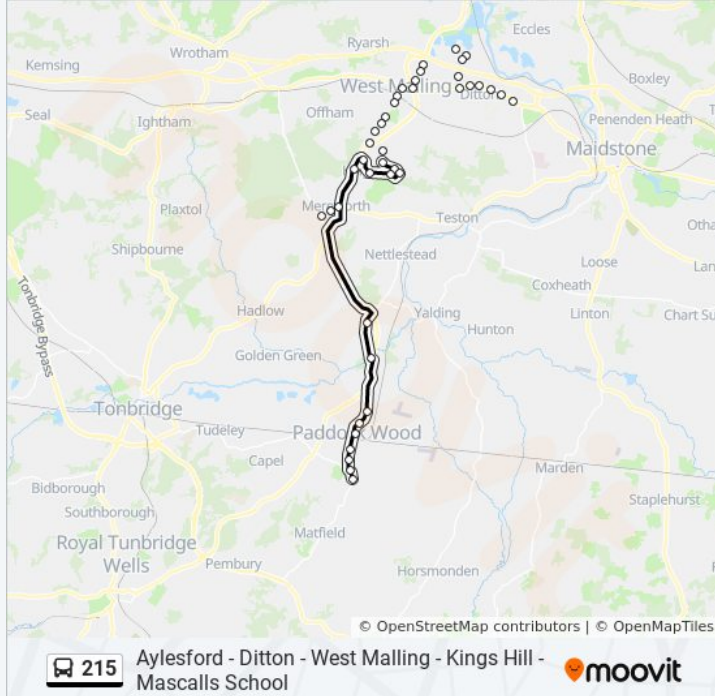 Eccles
Ryarsh
Wrotham
Kemsing
West Malling
Boxley
Ditton
Seal
Offham
Ightham
Penenden Heath
Maidstone
Plaxtol
Mereworth
Teston
Otha
Shipbourne
Nettlestead
Loose
Lan
Coxheath
Tonbridge Bypass
Hadlow
Yalding
Linton
Chart Su
Hunton
Golden Green
Tonbridge
Tudeley
Paddock Wood
Capel
Marden
Bidborough
Staplehurst
Southborough
Matfield
Royal Tunbridge
Wells
Pembury
Horsmonden
© OpenStreetMap contributors | © OpenMapTiles
215
Aylesford - Ditton - West Malling - Kings Hill -
Mascalls School
moovit